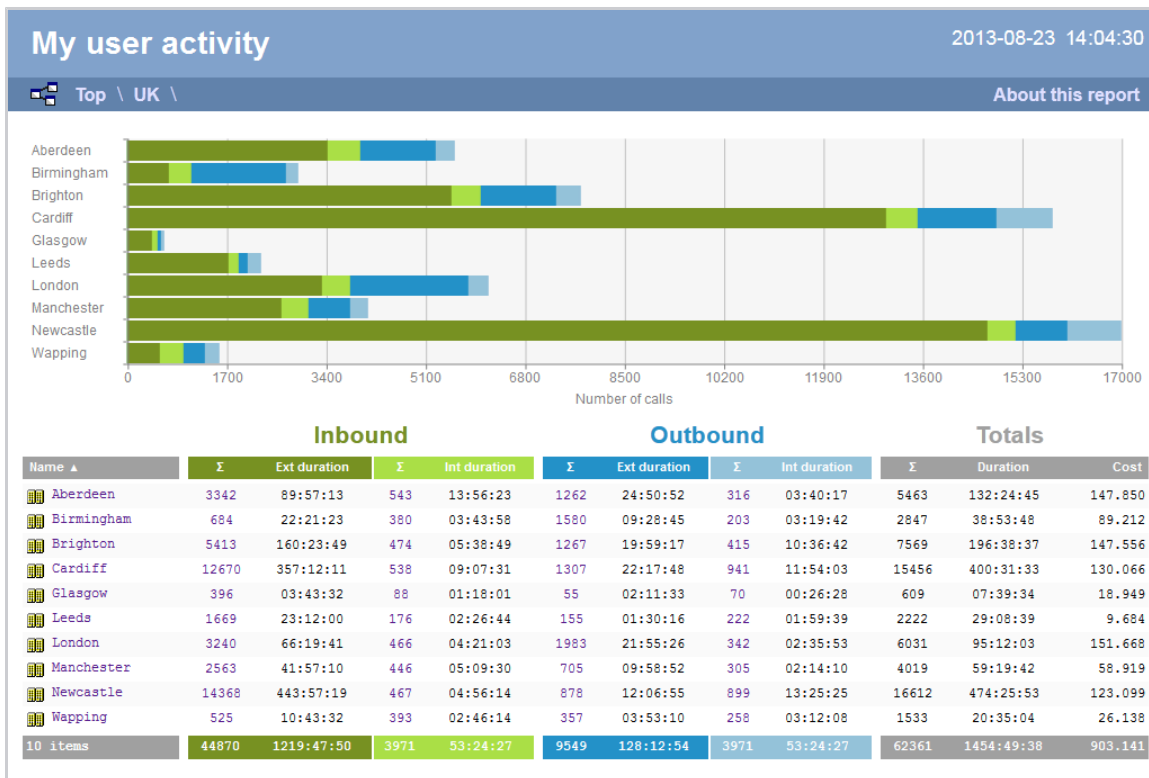 My user activity 2013-08-23 14:04:30
Top \ UK \ About this report
Aberdeen
Birmingham
Brighton
Cardiff
Glasgow
Leeds
London
Manchester
Newcastle
Wapping
0 1700 3400 5100 6800 8500 10200 11900 13600 15300 17000
Number of calls
Inbound Outbound Totals
Name ▲ Σ Ext duration Σ Int duration Σ Ext duration Σ Int duration Σ Duration Cost
Aberdeen 3342 89:57:13 543 13:56:23 1262 24:50:52 316 03:40:17 5463 132:24:45 147.850
Birmingham 684 22:21:23 380 03:43:58 1580 09:28:45 203 03:19:42 2847 38:53:48 89.212
Brighton 5413 160:23:49 474 05:38:49 1267 19:59:17 415 10:36:42 7569 196:38:37 147.556
Cardiff 12670 357:12:11 538 09:07:31 1307 22:17:48 941 11:54:03 15456 400:31:33 130.066
Glasgow 396 03:43:32 88 01:18:01 55 02:11:33 70 00:26:28 609 07:39:34 18.949
Leeds 1669 23:12:00 176 02:26:44 155 01:30:16 222 01:59:39 2222 29:08:39 9.684
London 3240 66:19:41 466 04:21:03 1983 21:55:26 342 02:35:53 6031 95:12:03 151.668
Manchester 2563 41:57:10 446 05:09:30 705 09:58:52 305 02:14:10 4019 59:19:42 58.919
Newcastle 14368 443:57:19 467 04:56:14 878 12:06:55 899 13:25:25 16612 474:25:53 123.099
Wapping 525 10:43:32 393 02:46:14 357 03:53:10 258 03:12:08 1533 20:35:04 26.138
10 items 44870 1219:47:50 3971 53:24:27 9549 128:12:54 3971 53:24:27 62361 1454:49:38 903.141